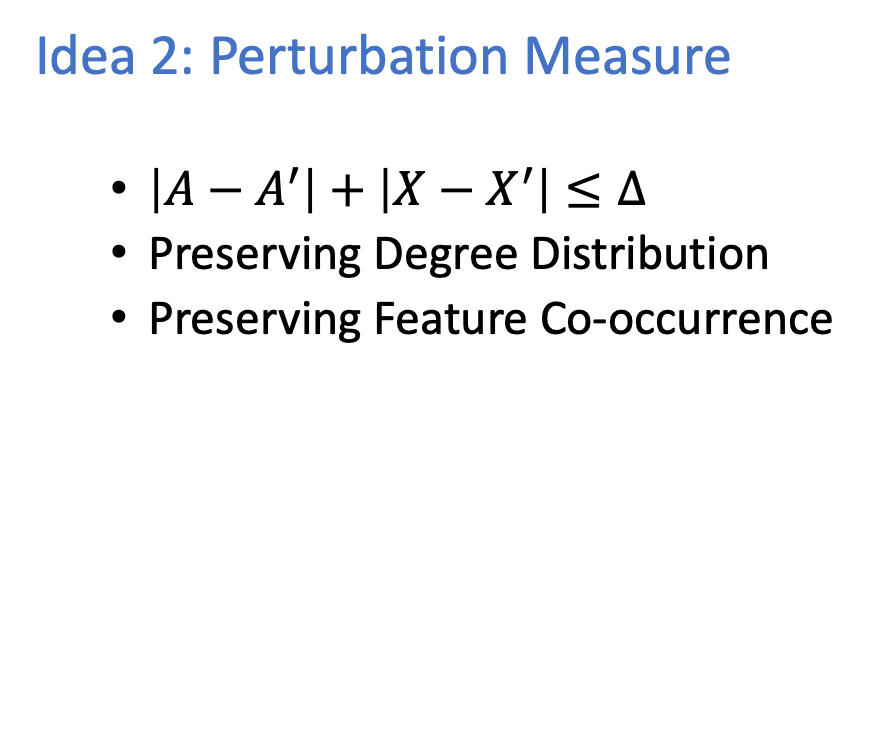 Idea 2: Perturbation Measure
• |A − A′| + |X − X′| ≤ Δ
• Preserving Degree Distribution
• Preserving Feature Co-occurrence